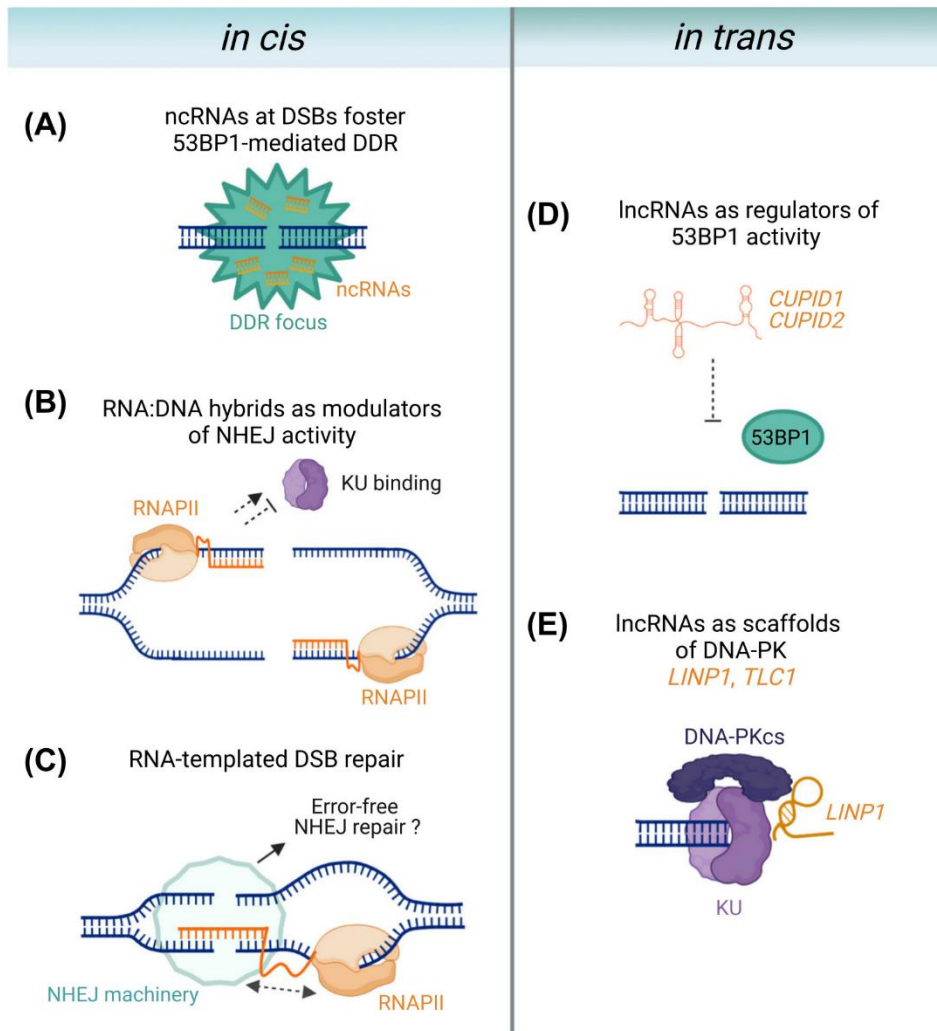 in cis
(A)
ncRNAs at DSBs foster
53BP1-mediated DDR
ncRNAs
DDR focus
(B)
RNA:DNA hybrids as modulators
of NHEJ activity
KU binding
RNAPII
RNAPII
(C)
RNA-templated DSB repair
Error-free
NHEJ repair ?
NHEJ machinery
RNAPII
in trans
(D)
lncRNAs as regulators of
53BP1 activity
CUPID1
CUPID2
53BP1
(E)
lncRNAs as scaffolds
of DNA-PK
LINP1, TLC1
DNA-PKcs
LINP1
KU